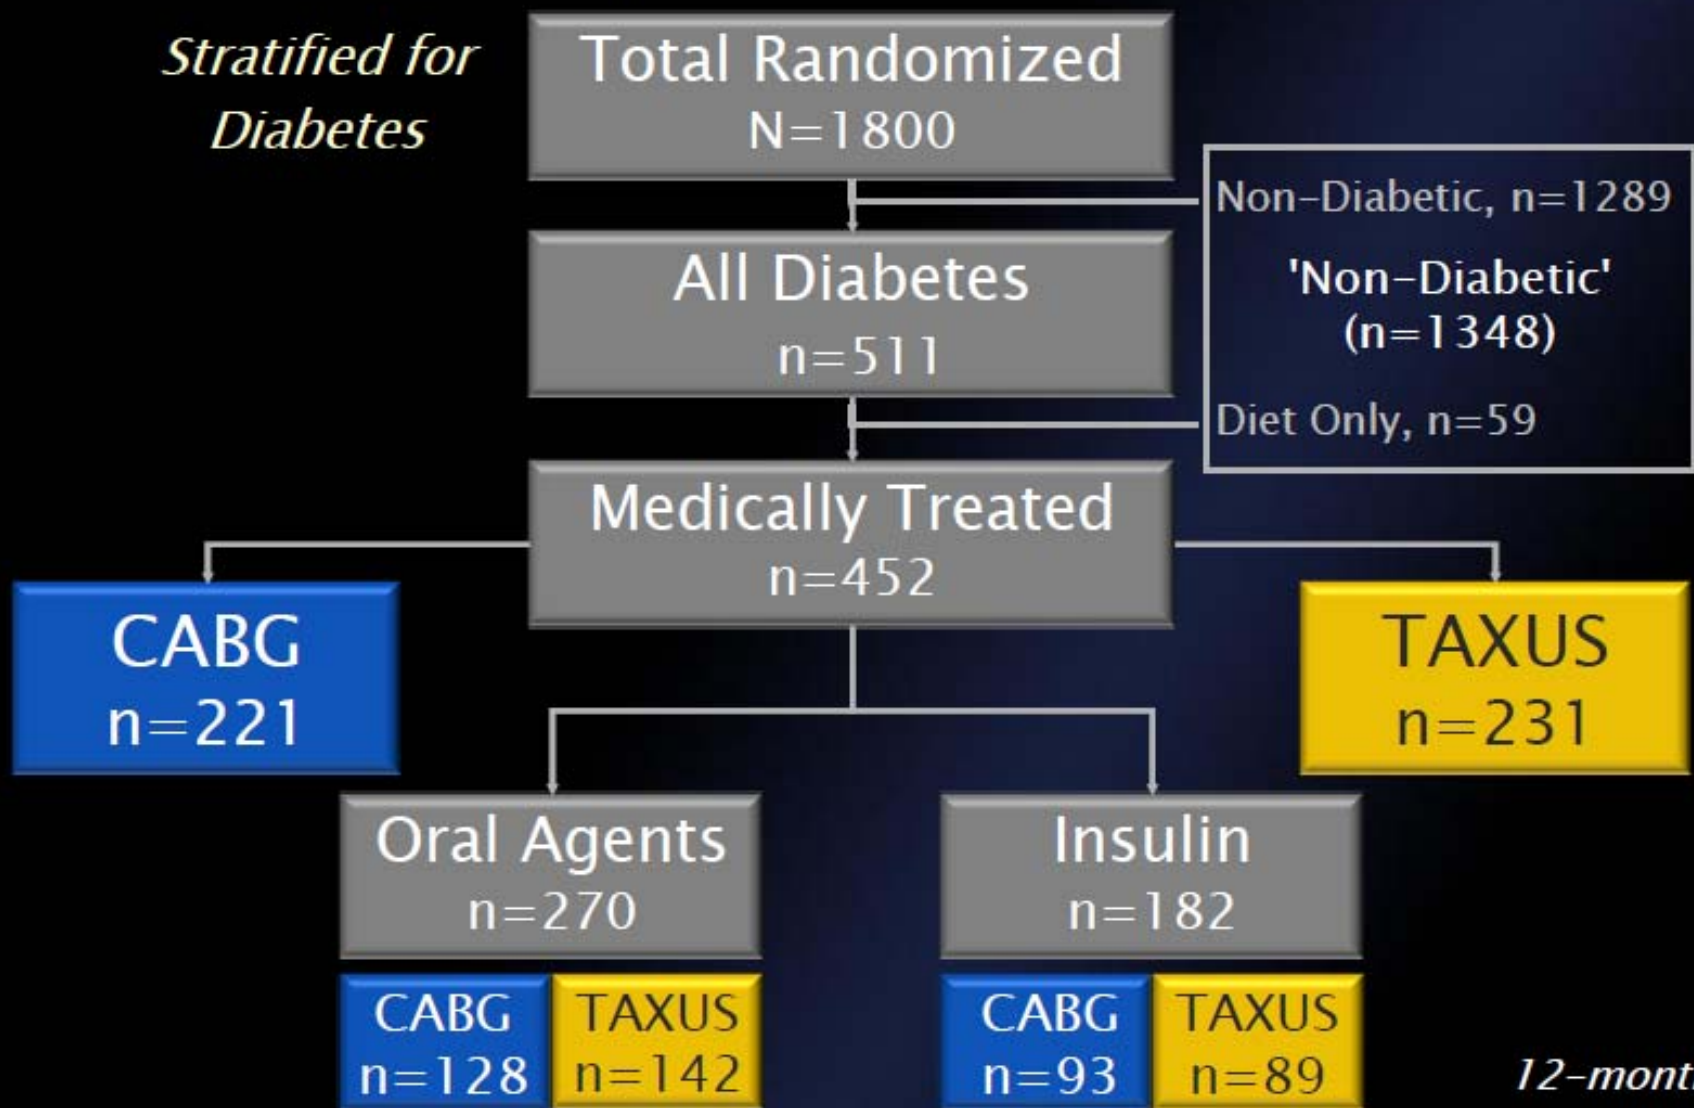 Stratified for
Diabetes
Total Randomized
N=1800
Non-Diabetic, n=1289
'Non-Diabetic'
(n=1348)
Diet Only, n=59
All Diabetes
n=511
Medically Treated
n=452
CABG
n=221
TAXUS
n=231
Oral Agents
n=270
Insulin
n=182
CABG
n=128
TAXUS
n=142
CABG
n=93
TAXUS
n=89